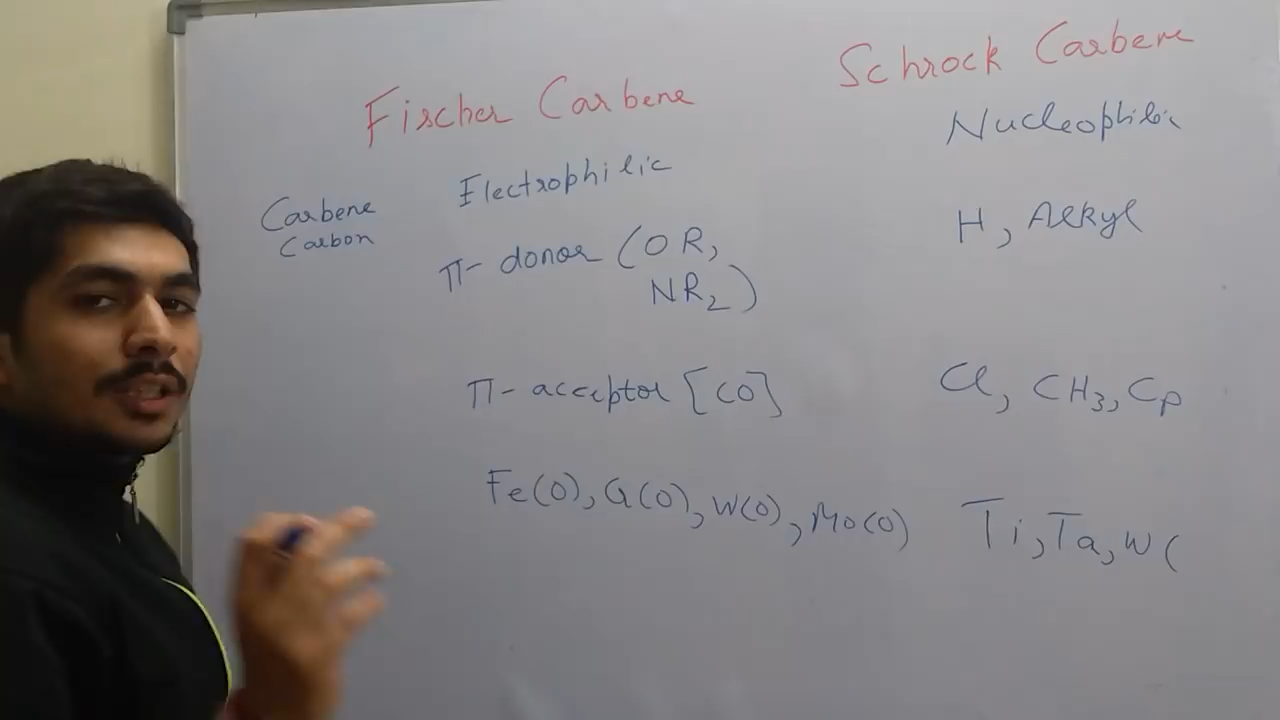 Fischer Carbene
Schrock Carbene
Carbene
Carbon
Electrophilic
Nucleophilic
π- donor (OR,
NR2)
H, Alkyl
π- acceptor [CO]
Cl, CH3, Cp
Fe(0), Cr(0), W(0), Mo(0)
Ti, Ta, W(